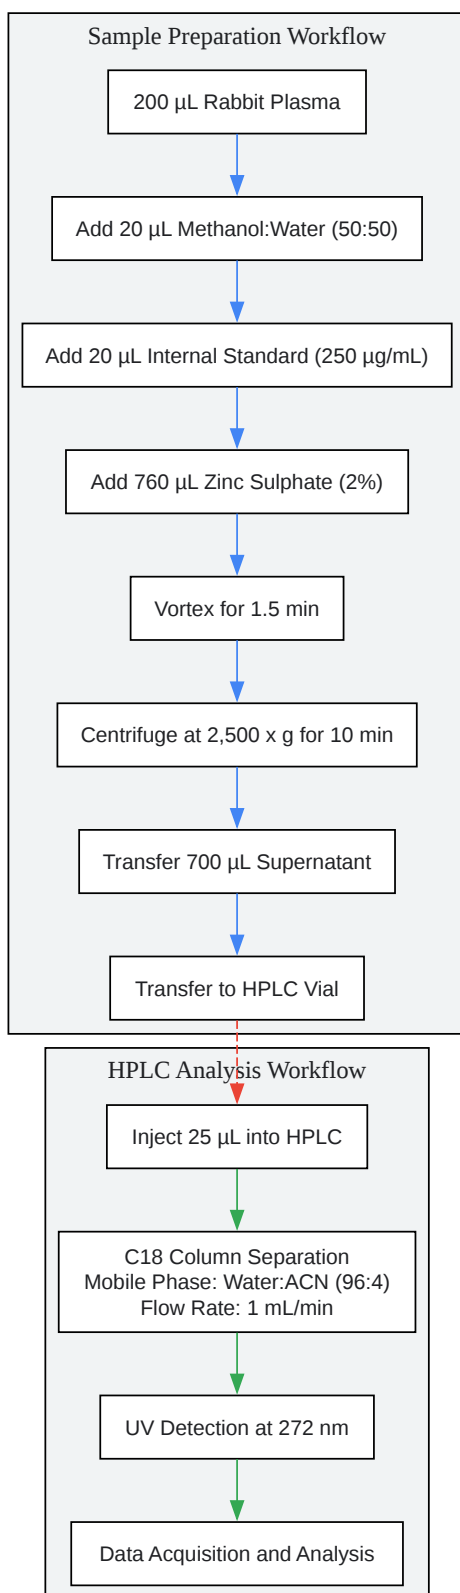 Sample Preparation Workflow
200 µL Rabbit Plasma
Add 20 µL Methanol:Water (50:50)
Add 20 µL Internal Standard (250 µg/mL)
Add 760 µL Zinc Sulphate (2%)
Vortex for 1.5 min
Centrifuge at 2,500 x g for 10 min
Transfer 700 µL Supernatant
Transfer to HPLC Vial
HPLC Analysis Workflow
Inject 25 µL into HPLC
C18 Column Separation
Mobile Phase: Water:ACN (96:4)
Flow Rate: 1 mL/min
UV Detection at 272 nm
Data Acquisition and Analysis